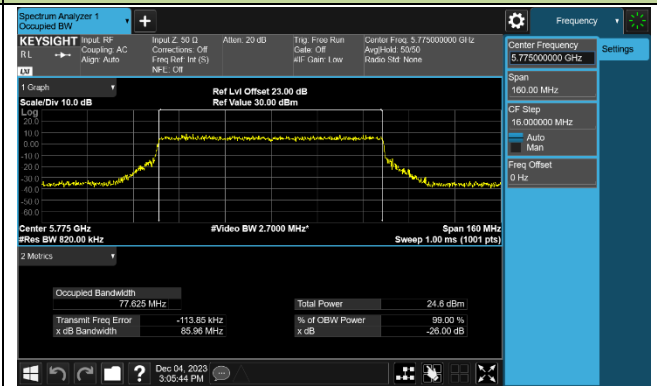 Spectrum Analyzer 1
Occupied BW
Frequency
KEYSIGHT
RL
LXI
Input: RF
Coupling: AC
Align: Auto
Input Z: 50 Ω
Corrections: Off
Freq Ref: Int (S)
NFE: Off
Atten: 20 dB
Trig: Free Run
Gate: Off
#IF Gain: Low
Center Freq: 5.775000000 GHz
Avg|Hold: 50/50
Radio Std: None
Center Frequency
5.775000000 GHz
Settings
Span
160.00 MHz
CF Step
16.000000 MHz
Auto
Man
Freq Offset
0 Hz
1 Graph
Scale/Div 10.0 dB
Ref Lvl Offset 23.00 dB
Ref Value 30.00 dBm
Log
20.0
10.0
0.00
-10.0
-20.0
-30.0
-40.0
-50.0
-60.0
Center 5.775 GHz
#Video BW 2.7000 MHz*
Span 160 MHz
#Res BW 820.00 kHz
Sweep 1.00 ms (1001 pts)
2 Metrics
Occupied Bandwidth
77.625 MHz
Total Power
24.6 dBm
Transmit Freq Error
-113.85 kHz
% of OBW Power
99.00 %
x dB Bandwidth
85.96 MHz
x dB
-26.00 dB
?
Dec 04, 2023
3:05:44 PM